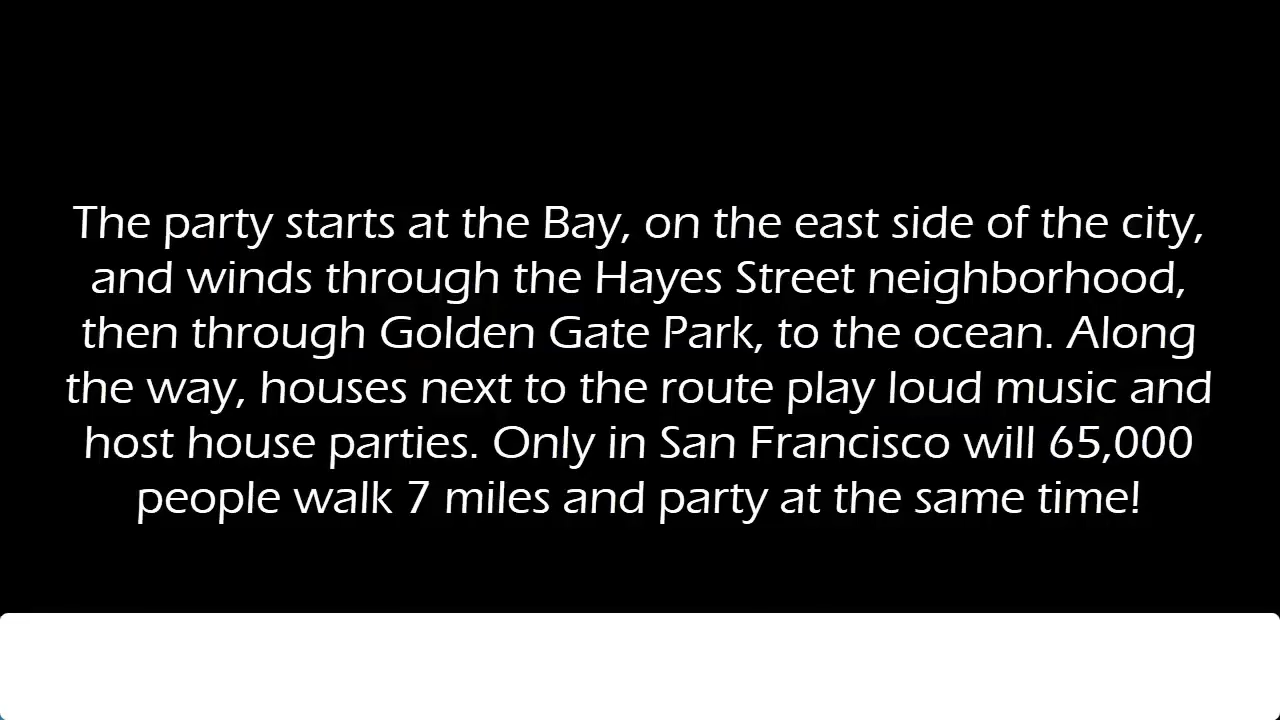 The party starts at the Bay, on the east side of the city,
and winds through the Hayes Street neighborhood,
then through Golden Gate Park, to the ocean. Along
the way, houses next to the route play loud music and
host house parties. Only in San Francisco will 65,000
people walk 7 miles and party at the same time!